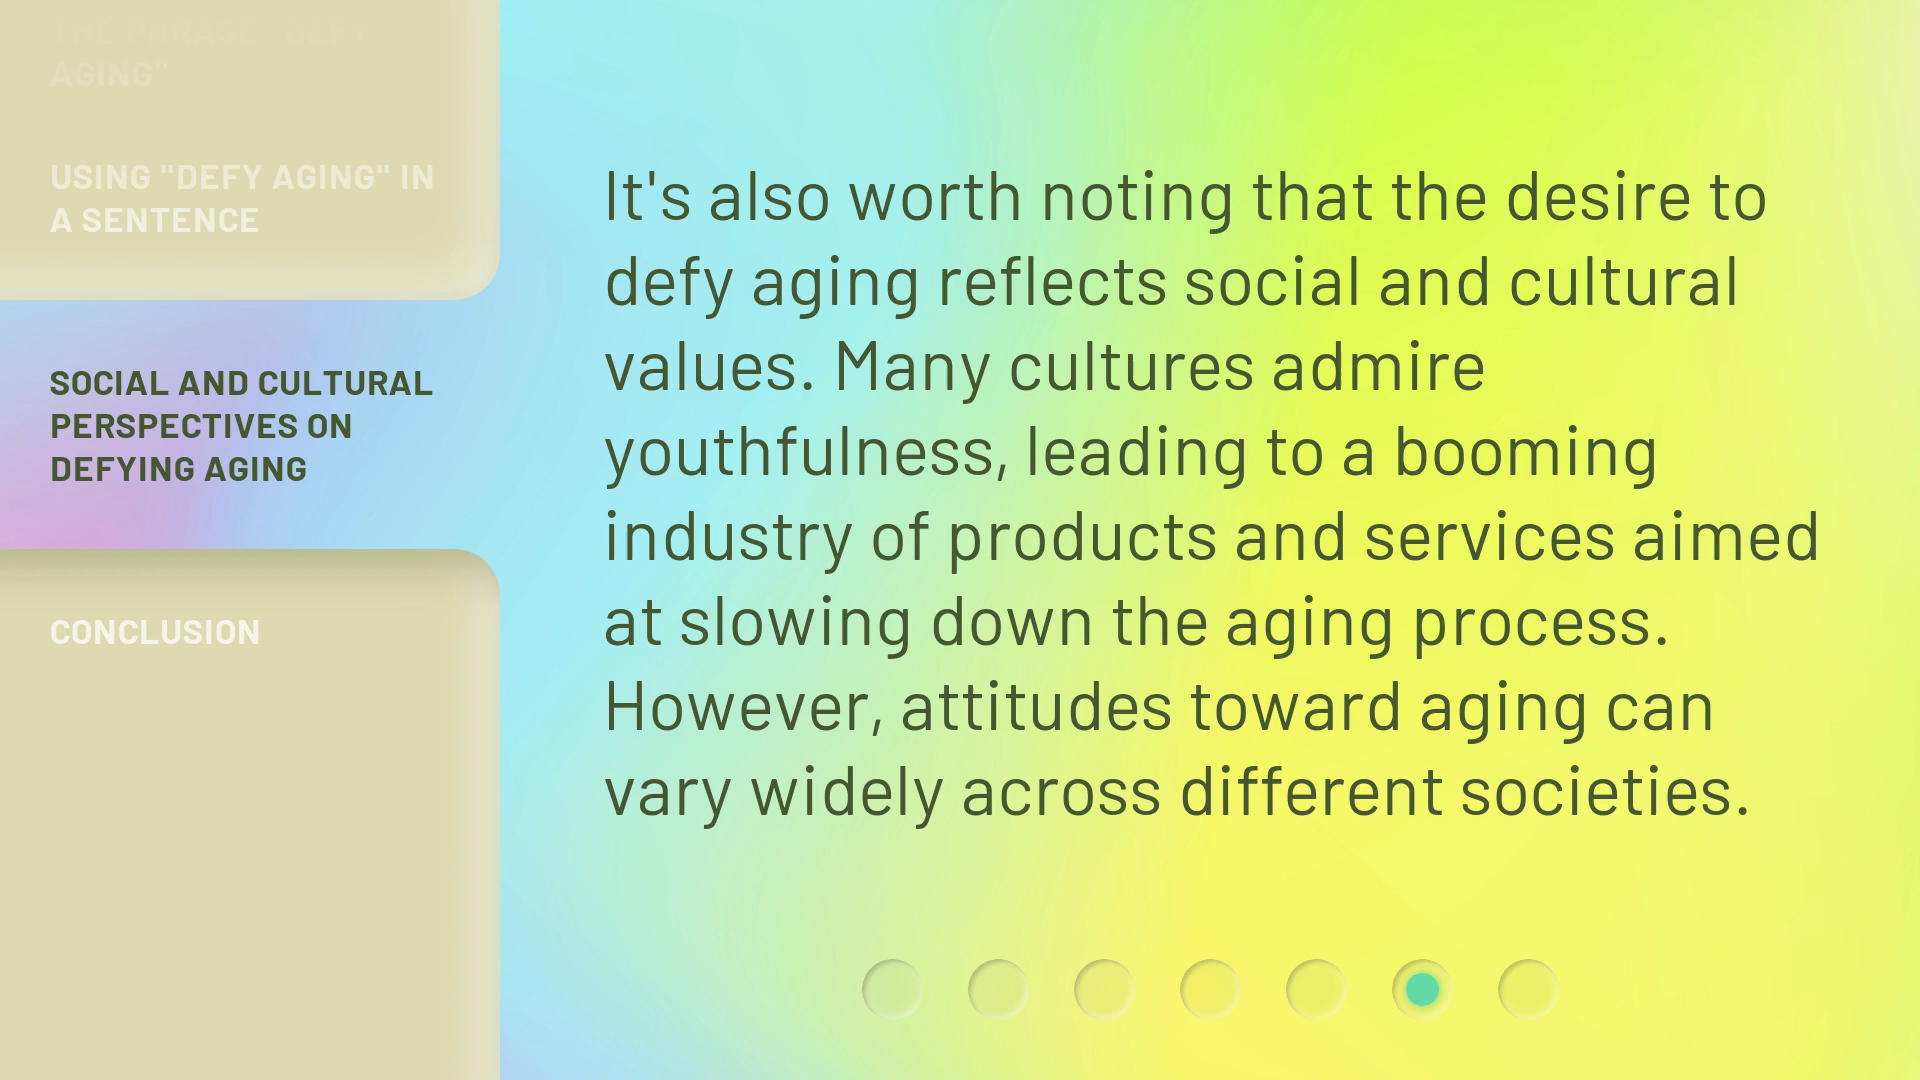 THE PHRASE "DEFY
AGING"
USING "DEFY AGING" IN
A SENTENCE
SOCIAL AND CULTURAL
PERSPECTIVES ON
DEFYING AGING
CONCLUSION
It's also worth noting that the desire to
defy aging reflects social and cultural
values. Many cultures admire
youthfulness, leading to a booming
industry of products and services aimed
at slowing down the aging process.
However, attitudes toward aging can
vary widely across different societies.